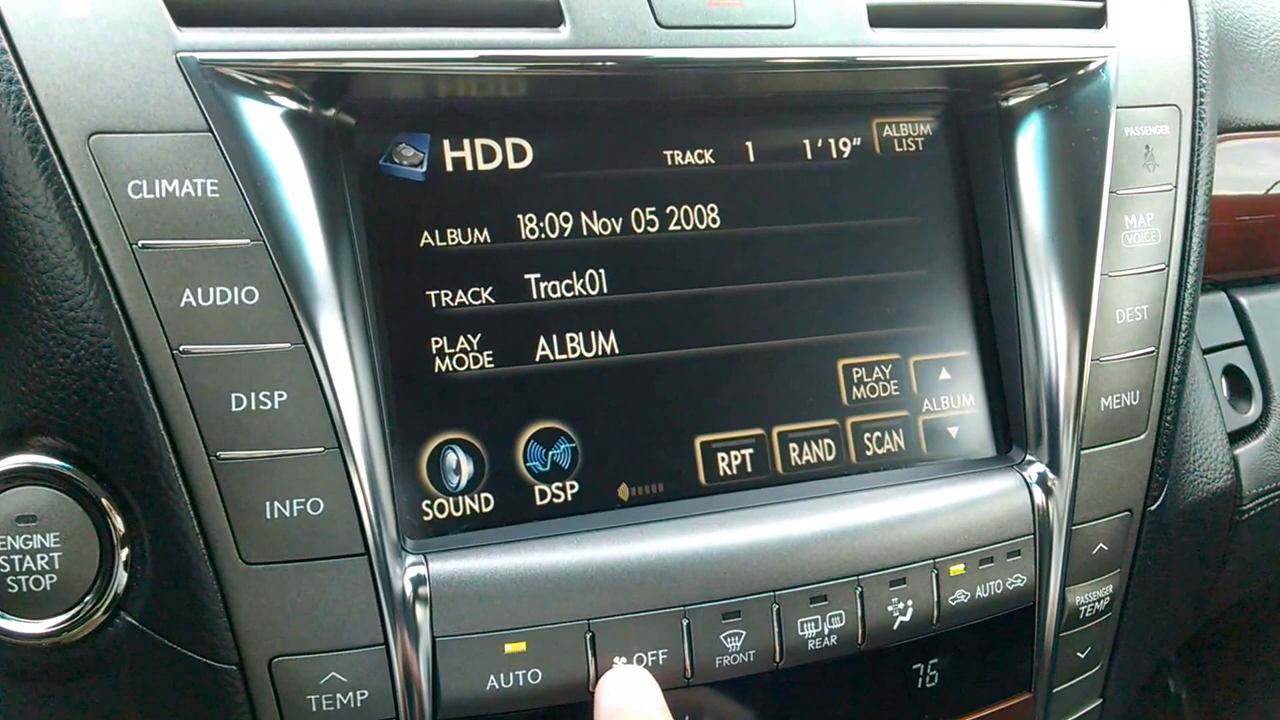 HDD
TRACK 1 1'19"
ALBUM
LIST
ALBUM 18:09 Nov 05 2008
TRACK Track01
PLAY
MODE ALBUM
PLAY
MODE
ALBUM
SOUND
DSP
RPT
RAND
SCAN
CLIMATE
AUDIO
DISP
INFO
ENGINE
START
STOP
TEMP
PASSENGER
MAP
VOICE
DEST
MENU
PASSENGER
TEMP
AUTO
OFF
FRONT
REAR
AUTO
76